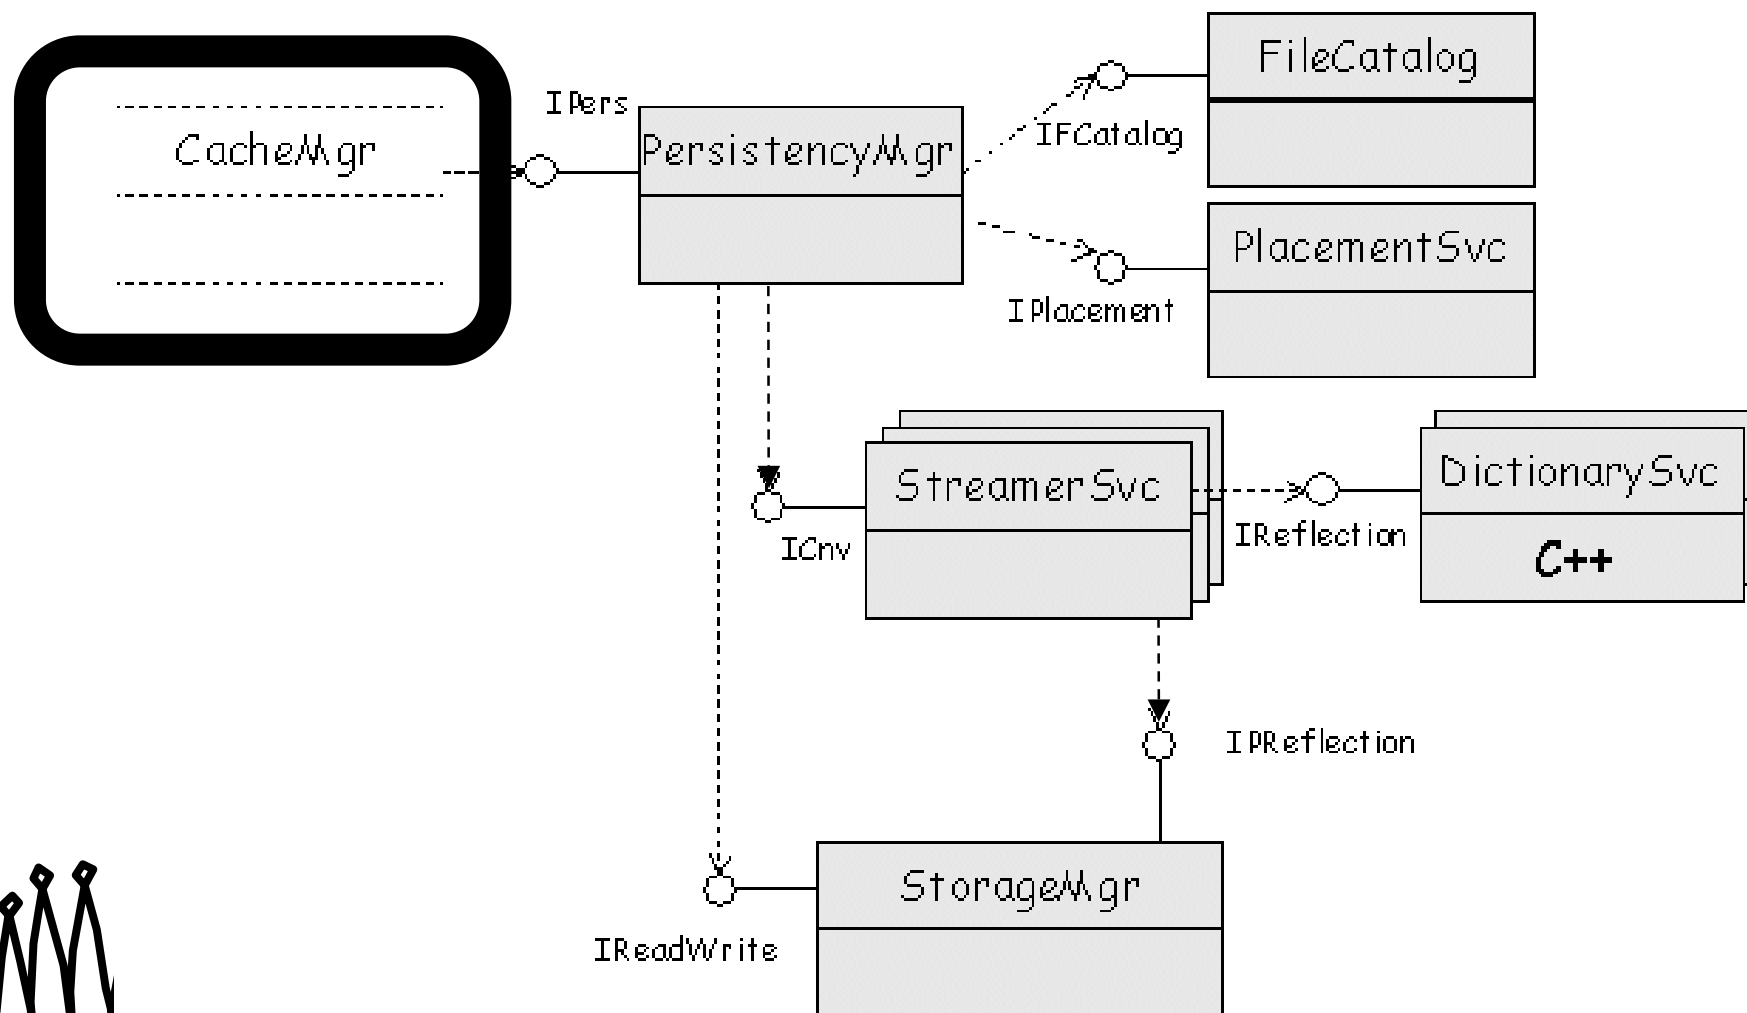 FileCatalog
IPers
CacheMgr
PersistencyMgr
IFCatalog
PlacementSvc
IPlacement
StreamerSvc
DictionarySvc
IReflection
ICnv
C++
IPReflection
StorageMgr
IReadWrite